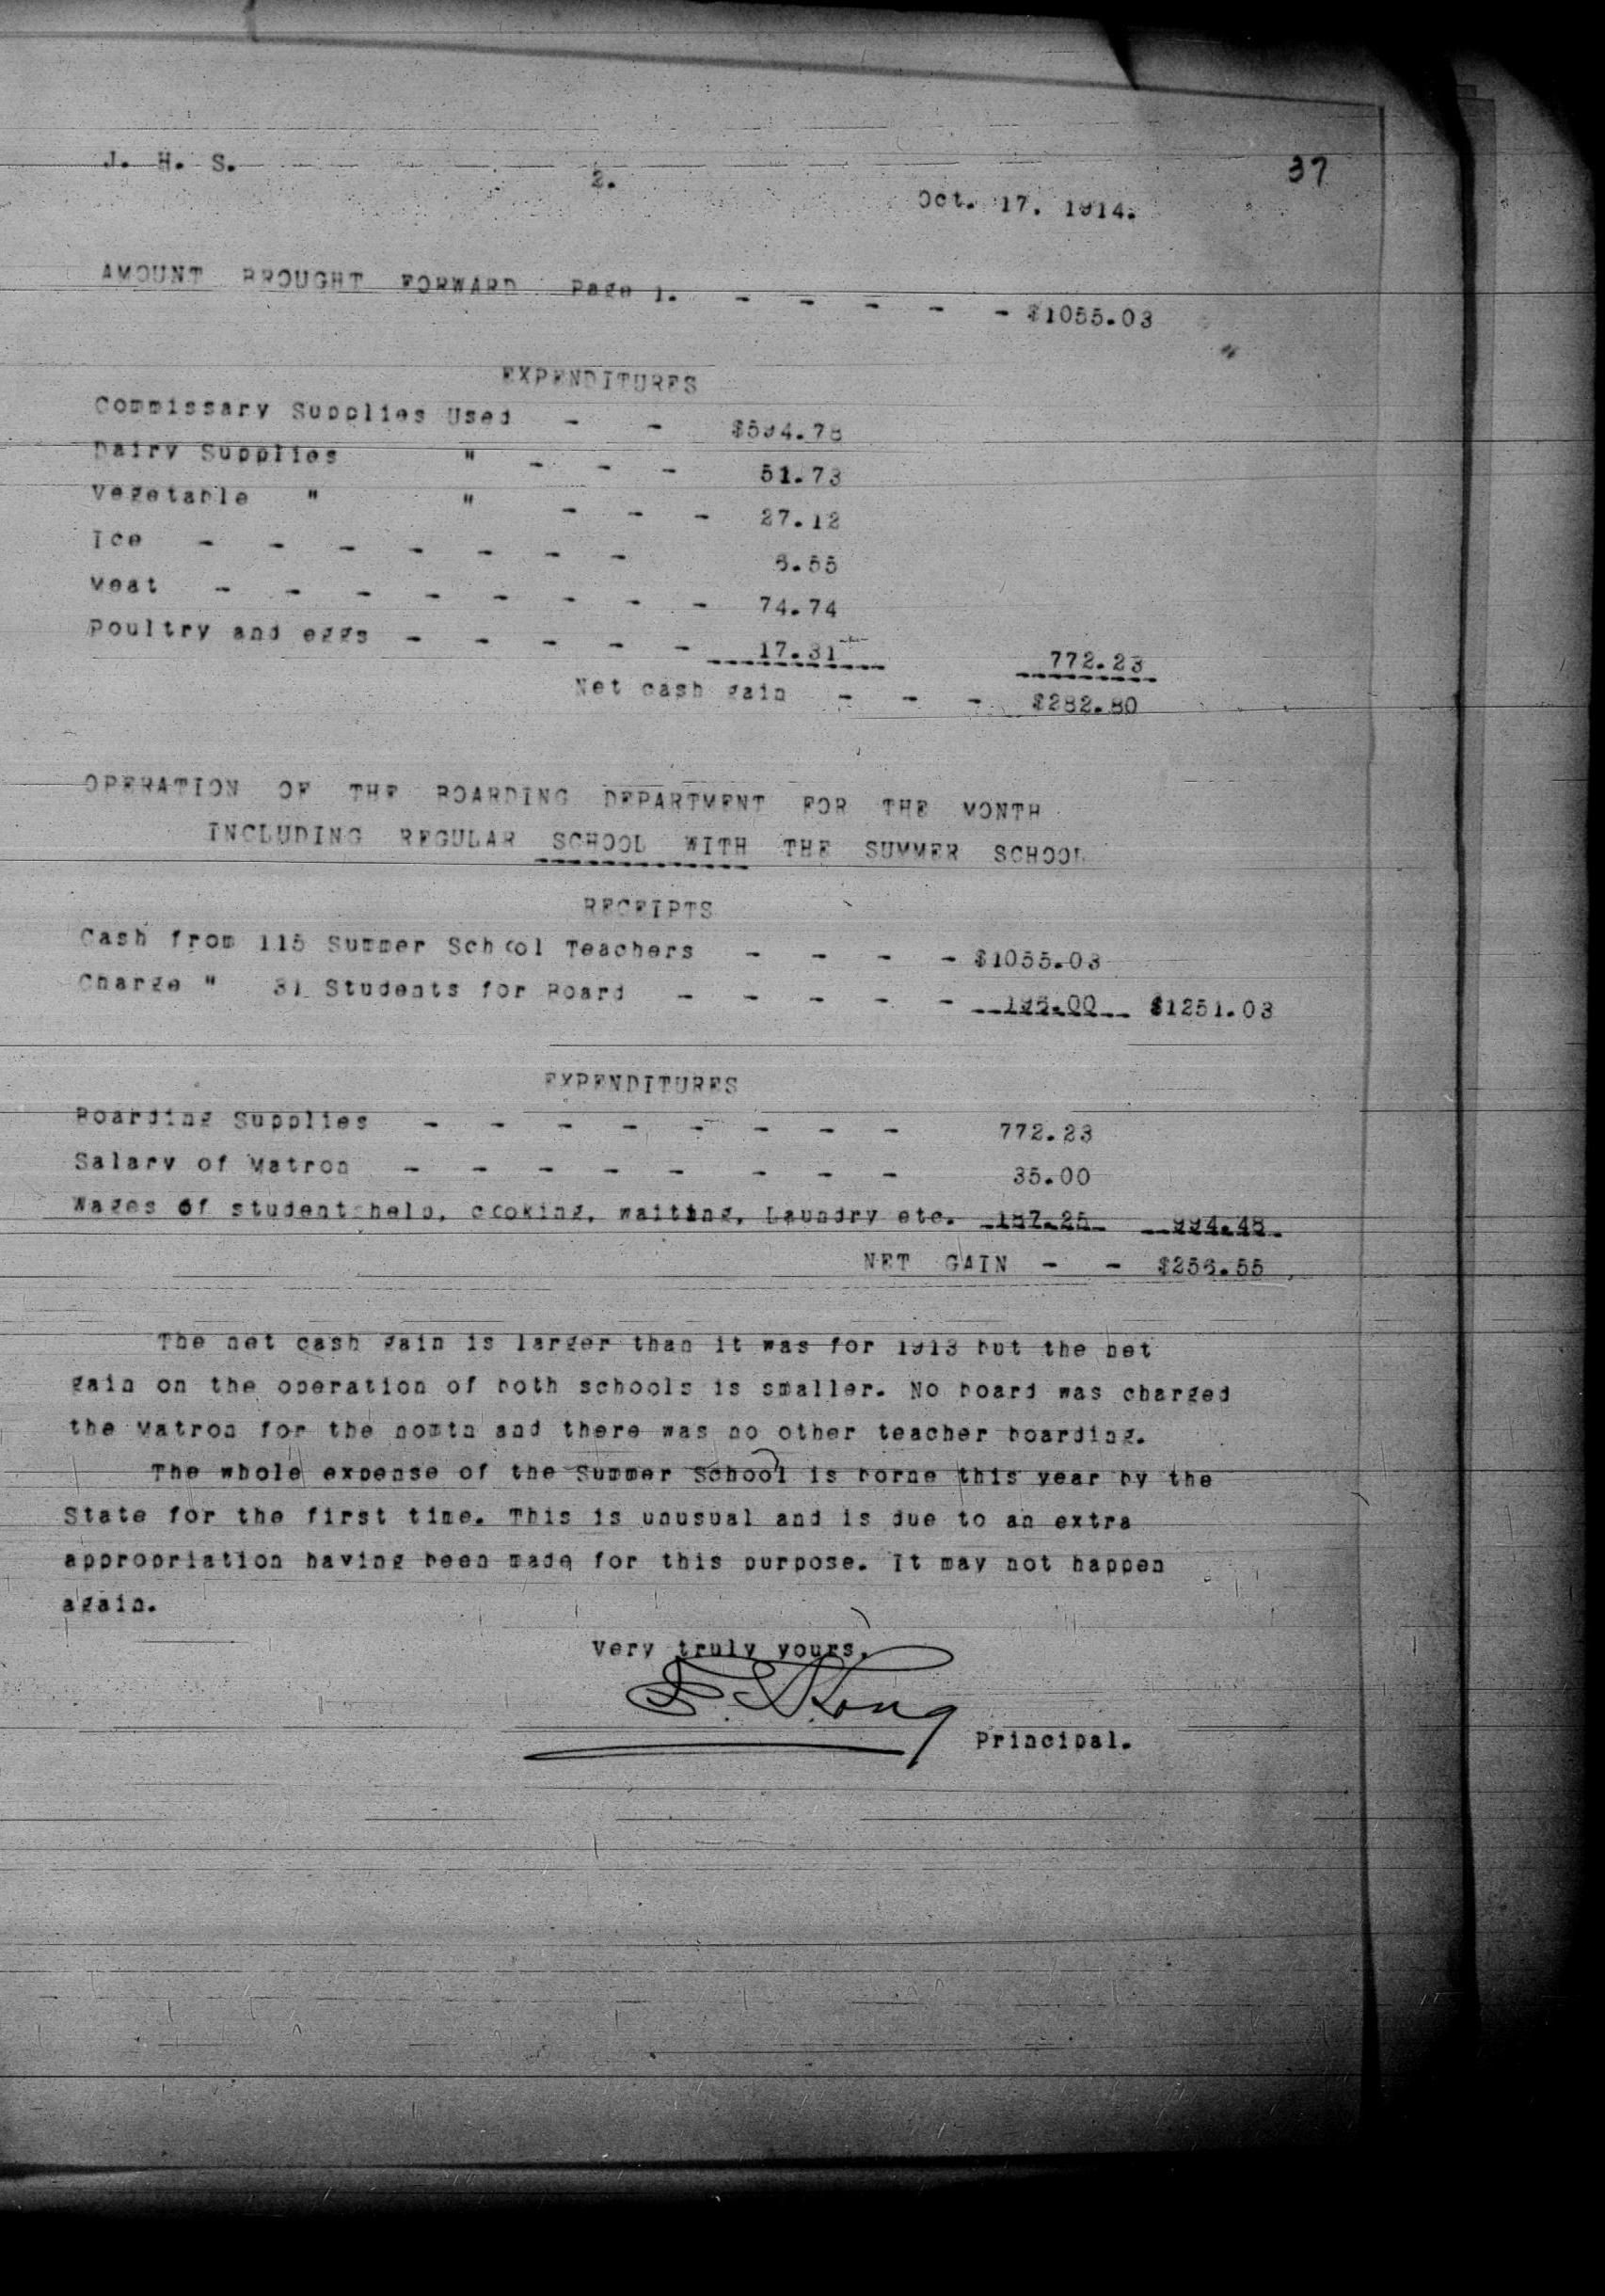 J. H. S.
2.
37
Oct. 17. 1914.
AMOUNT BROUGHT FORWARD Page 1. - - - - - $1055.03
EXPENDITURES
Commissary Supplies Used - - $594.78
Dairy Supplies " - - - 51.73
Vegetable " " - - - 27.12
Ice - - - - - - - 6.55
Meat - - - - - - - - 74.74
Poultry and eggs - - - - - 17.31 772.23
Net cash gain - - - $282.80
OPERATION OF THE BOARDING DEPARTMENT FOR THE MONTH
INCLUDING REGULAR SCHOOL WITH THE SUMMER SCHOOL
RECEIPTS
Cash from 115 Summer School Teachers - - - - $1055.03
Charge " 31 Students for Board - - - - - 196.00 $1251.03
EXPENDITURES
Boarding Supplies - - - - - - - - 772.23
Salary of Matron - - - - - - - - 35.00
Wages of student help, cooking, waiting, Laundry etc. 187.25 994.48
NET GAIN - - $256.55
The net cash gain is larger than it was for 1913 but the net
gain on the operation of both schools is smaller. No board was charged
the Matron for the nomtn and there was no other teacher boarding.
The whole expense of the Summer School is borne this year by the
State for the first time. This is unusual and is due to an extra
appropriation having been made for this purpose. It may not happen
again.
Very truly yours,
Principal.